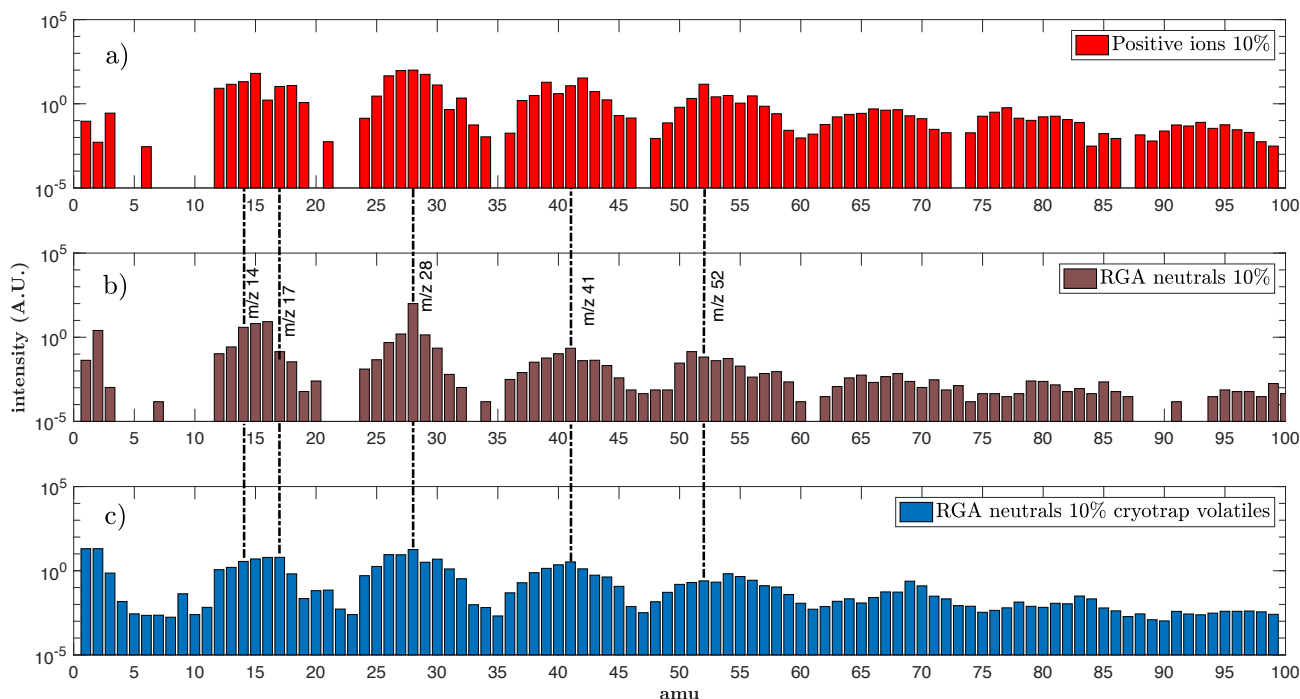 10^5
a)
Positive ions 10%
10^0
10^-5
0 5 10 15 20 25 30 35 40 45 50 55 60 65 70 75 80 85 90 95 100
intensity (A.U.)
10^5
b)
RGA neutrals 10%
m/z 14
m/z 17
m/z 28
m/z 41
m/z 52
10^0
10^-5
0 5 10 15 20 25 30 35 40 45 50 55 60 65 70 75 80 85 90 95 100
10^5
c)
RGA neutrals 10% cryotrap volatiles
10^0
10^-5
0 5 10 15 20 25 30 35 40 45 50 55 60 65 70 75 80 85 90 95 100
amu